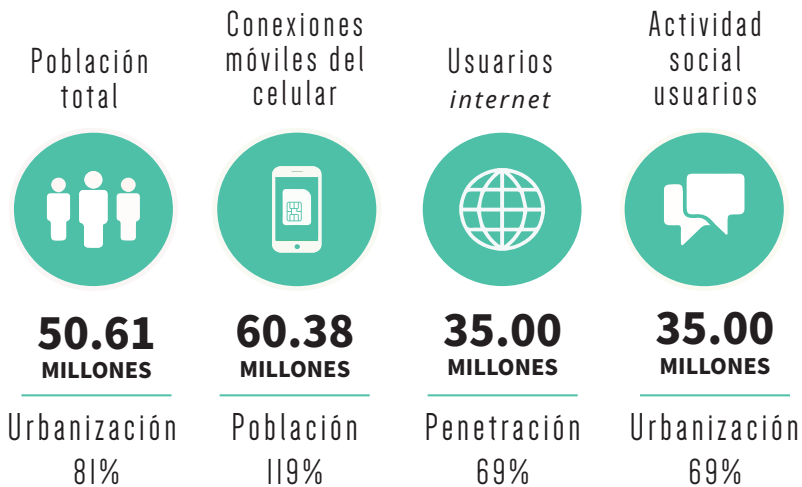 Población
total
50.61
MILLONES
Urbanización
81%
Conexiones
móviles del
celular
60.38
MILLONES
Población
119%
Usuarios
internet
35.00
MILLONES
Penetración
69%
Actividad
social
usuarios
35.00
MILLONES
Urbanización
69%